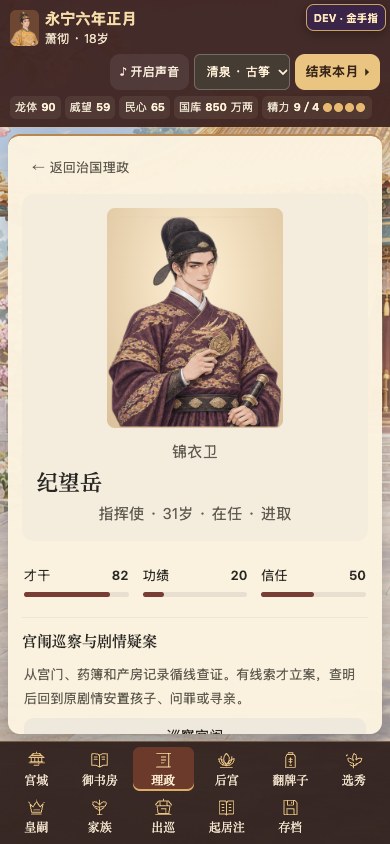 永宁六年正月
萧彻 · 18岁
DEV · 金手指
♪ 开启声音
清泉 · 古筝
结束本月 ▸
龙体 90
威望 59
民心 65
国库 850 万两
精力 9 / 4
← 返回治国理政
锦衣卫
纪望岳
指挥使 · 31岁 · 在任 · 进取
才干 82
功绩 20
信任 50
宫闱巡察与剧情疑案
从宫门、药簿和产房记录循线查证。有线索才立案，查明
后回到原剧情安置孩子、问罪或寻亲。
巡察宫闱
宫城
御书房
理政
后宫
翻牌子
选秀
皇嗣
家族
出巡
起居注
存档